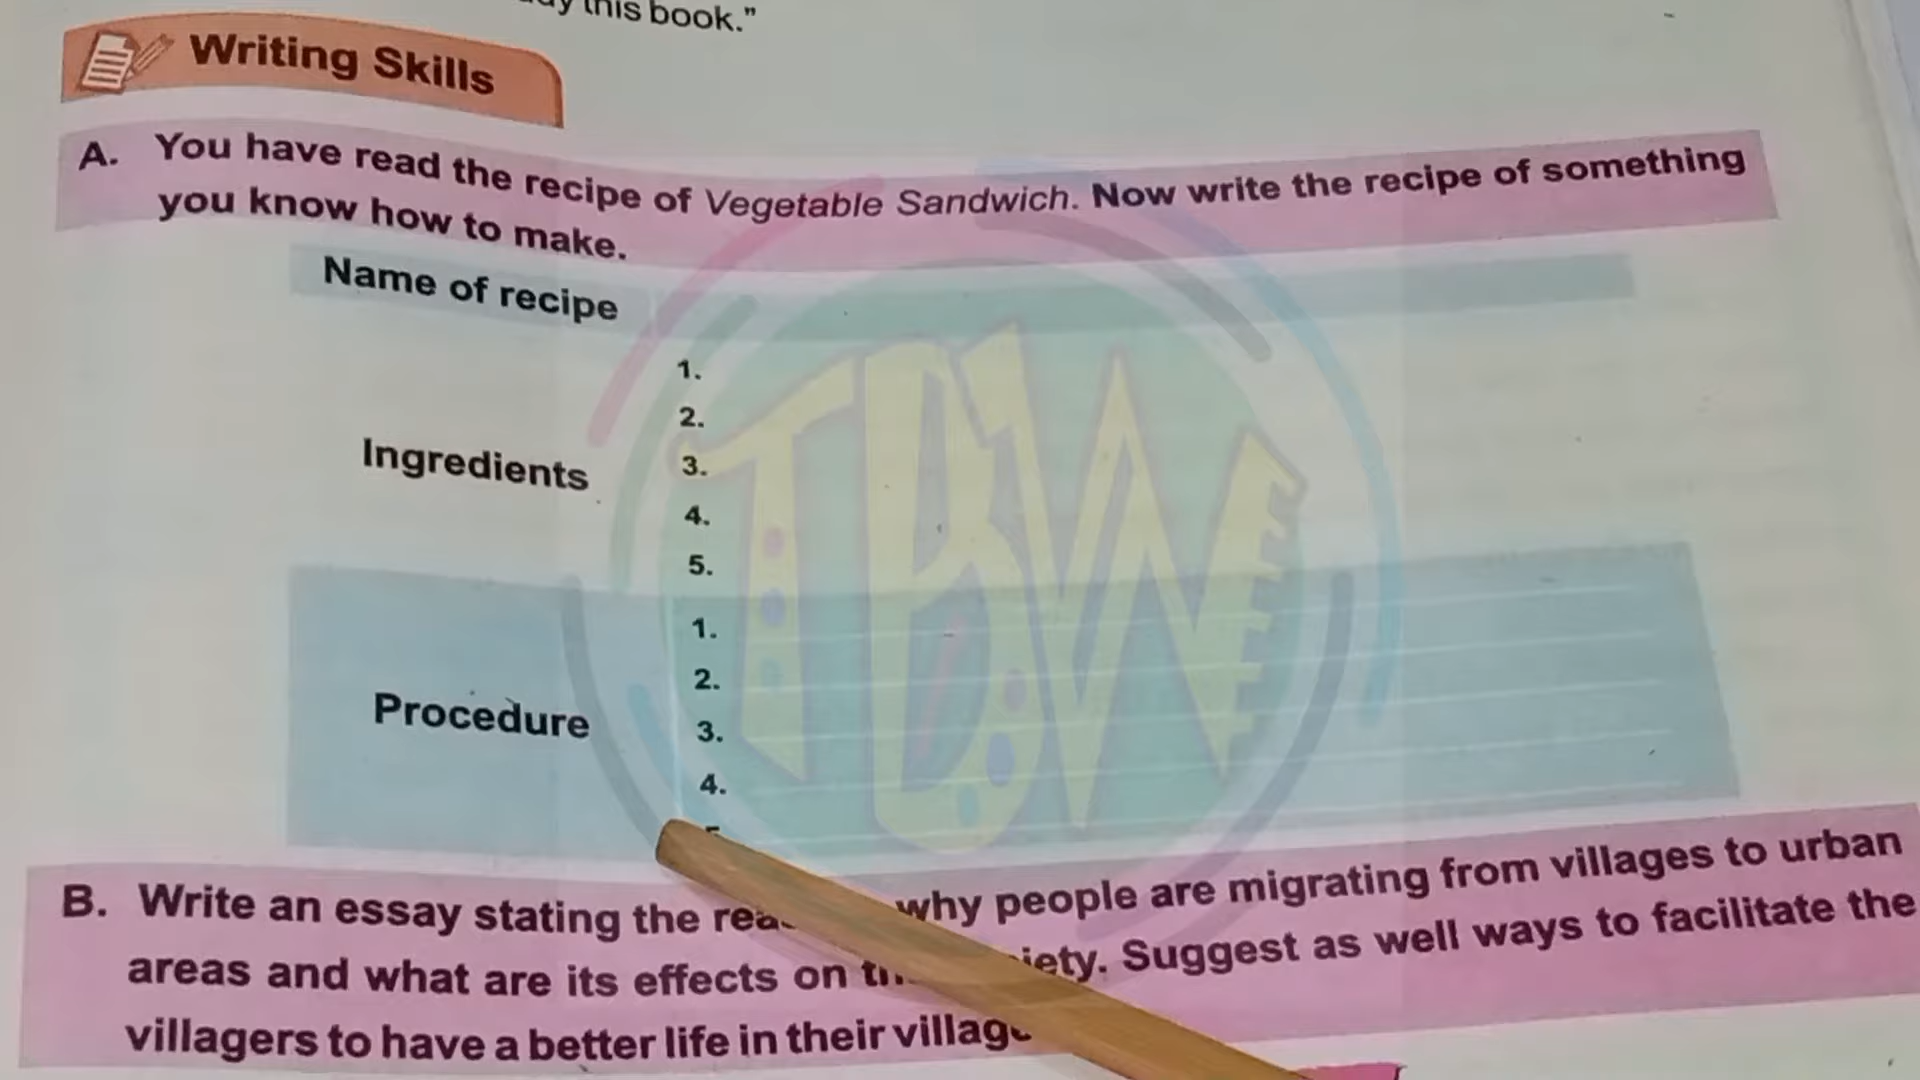 this book."
Writing Skills
A. You have read the recipe of Vegetable Sandwich. Now write the recipe of something
you know how to make.
Name of recipe
Ingredients
1.
2.
3.
4.
5.
Procedure
1.
2.
3.
4.
B. Write an essay stating the why people are migrating from villages to urban
areas and what are its effects on Suggest as well ways to facilitate the
villagers to have a better life in their
TBW